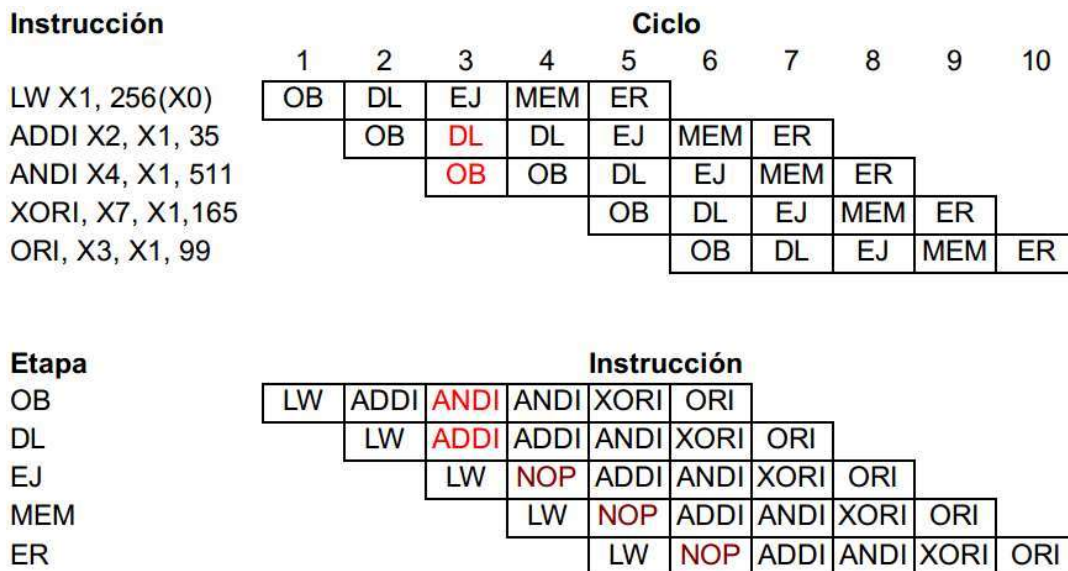 Instrucción Ciclo
1 2 3 4 5 6 7 8 9 10
LW X1, 256(X0) OB DL EJ MEM ER
ADDI X2, X1, 35 OB DL DL EJ MEM ER
ANDI X4, X1, 511 OB OB DL EJ MEM ER
XORI, X7, X1,165 OB DL EJ MEM ER
ORI, X3, X1, 99 OB DL EJ MEM ER
Etapa Instrucción
OB LW ADDI ANDI ANDI XORI ORI
DL LW ADDI ADDI ANDI XORI ORI
EJ LW NOP ADDI ANDI XORI ORI
MEM LW NOP ADDI ANDI XORI ORI
ER LW NOP ADDI ANDI XORI ORI